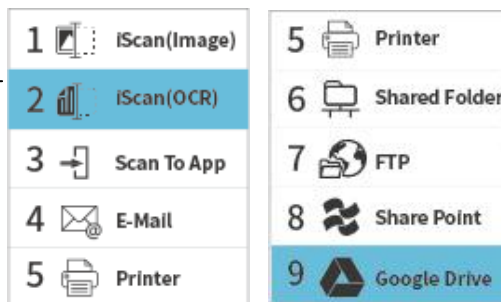 1 iScan(Image)
2 iScan(OCR)
3 Scan To App
4 E-Mail
5 Printer
5 Printer
6 Shared Folder
7 FTP
8 Share Point
9 Google Drive